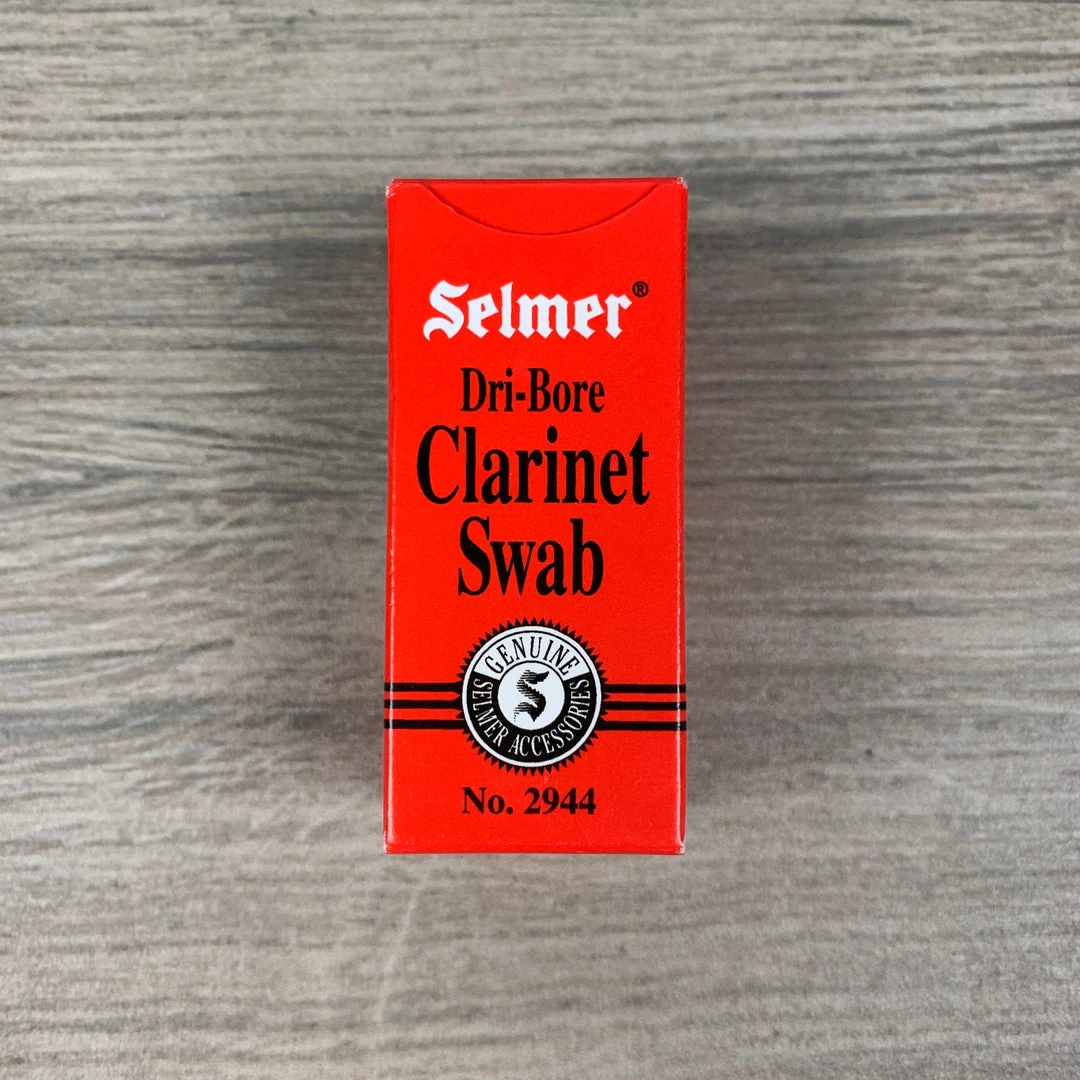 Selmer®
Dri-Bore
Clarinet
Swab
GENUINE
S
SELMER ACCESSORIES
No. 2944